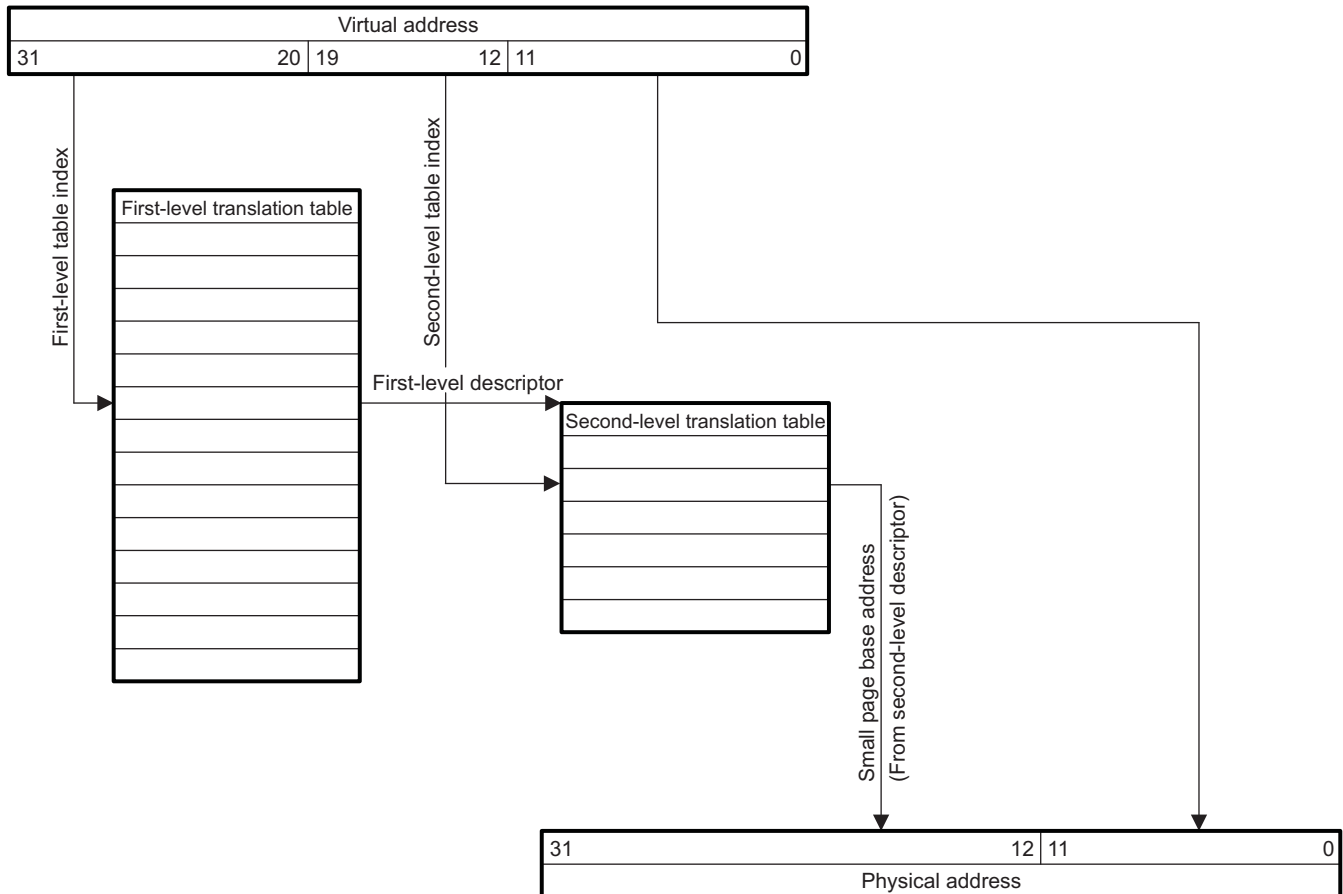 Virtual address
31 20 19 12 11 0
First-level table index
Second-level table index
First-level translation table
First-level descriptor
Second-level translation table
Small page base address
(From second-level descriptor)
31 12 11 0
Physical address